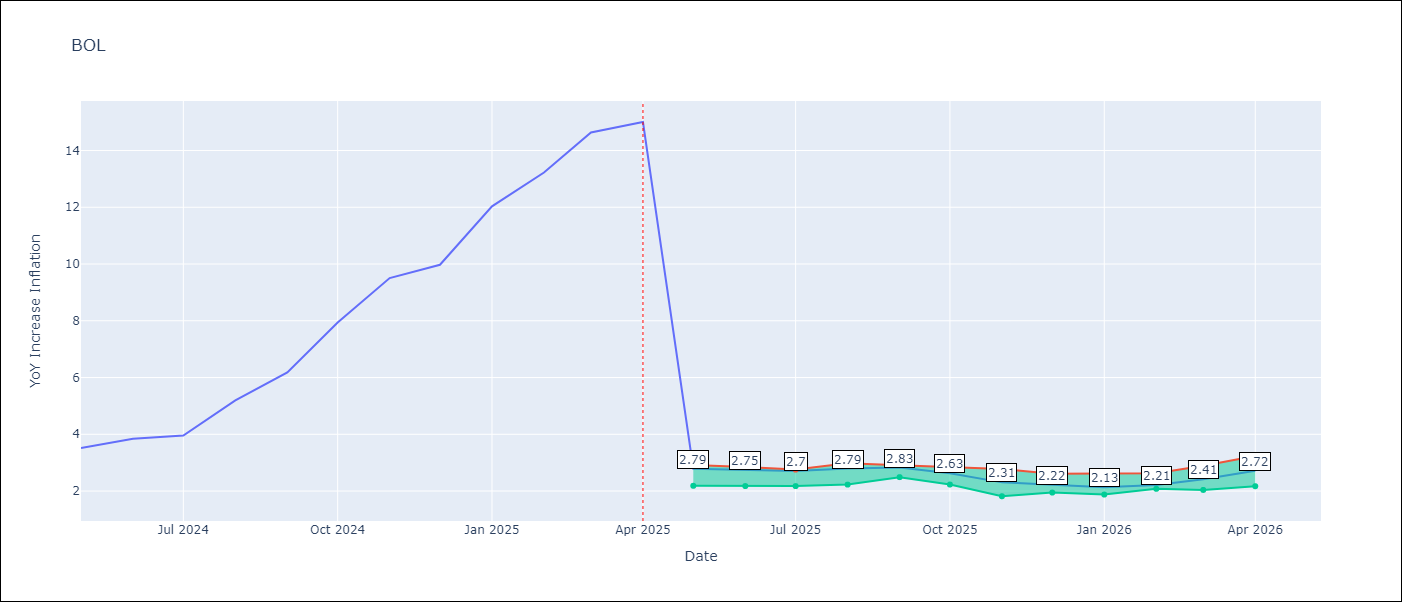 BOL
YoY Increase Inflation
14
12
10
8
6
4
2
2.79
2.75
2.7
2.79
2.83
2.63
2.31
2.22
2.13
2.21
2.41
2.72
Jul 2024
Oct 2024
Jan 2025
Apr 2025
Jul 2025
Oct 2025
Jan 2026
Apr 2026
Date